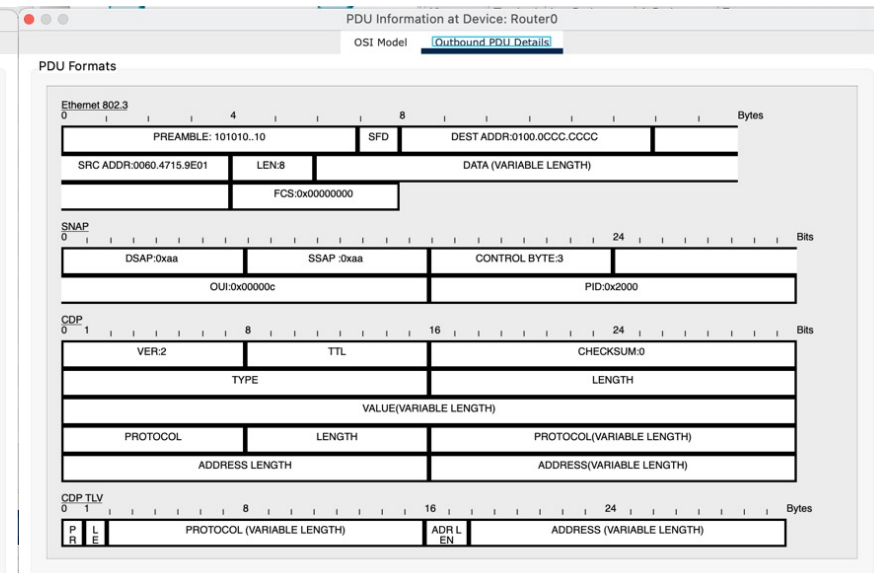 PDU Information at Device: Router0
OSI Model Outbound PDU Details
PDU Formats
Ethernet 802.3
0 4 8 Bytes
PREAMBLE: 101010..10 SFD DEST ADDR:0100.0CCC.CCCC
SRC ADDR:0060.4715.9E01 LEN:8 DATA (VARIABLE LENGTH)
FCS:0x00000000
SNAP
0 24 Bits
DSAP:0xaa SSAP :0xaa CONTROL BYTE:3
OUI:0x00000c PID:0x2000
CDP
0 1 8 16 24 Bits
VER:2 TTL CHECKSUM:0
TYPE LENGTH
VALUE(VARIABLE LENGTH)
PROTOCOL LENGTH PROTOCOL(VARIABLE LENGTH)
ADDRESS LENGTH ADDRESS(VARIABLE LENGTH)
CDP TLV
0 1 8 16 24 Bytes
P L PROTOCOL (VARIABLE LENGTH) ADR L ADDRESS (VARIABLE LENGTH)
R E EN